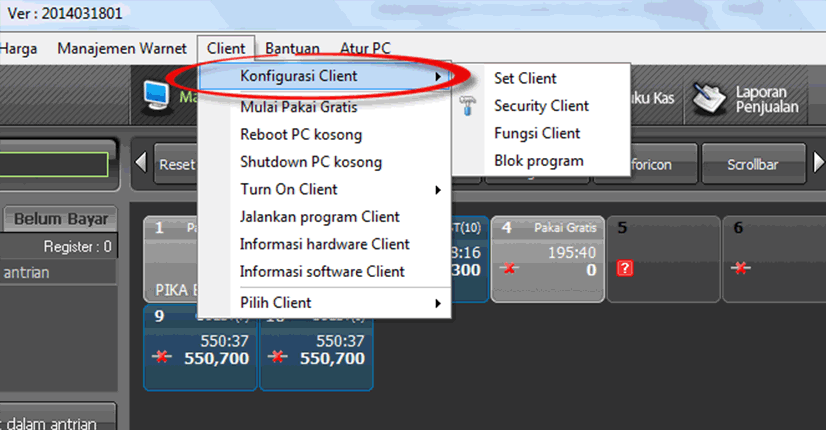 Ver : 2014031801
Harga Manajemen Warnet Client Bantuan Atur PC
Konfigurasi Client
Mulai Pakai Gratis
Reboot PC kosong
Shutdown PC kosong
Turn On Client
Jalankan program Client
Informasi hardware Client
Informasi software Client
Pilih Client
Set Client
Security Client
Fungsi Client
Blok program
Ma
uku Kas
Laporan
Penjualan
Reset
foricon
Scrollbar
Belum Bayar
Register : 0
antrian
dalam antrian
1
PIKA
ST(10)
8:16
300
4 Pakai Gratis
195:40
0
5
?
6
9
550:37
550,700
10
550:37
550,700